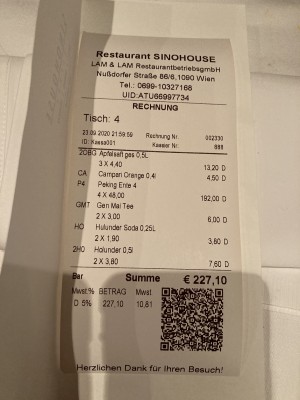 Restaurant SINOHOUSE
LAM & LAM RestaurantbetriebsgmbH
Nußdorfer Straße 86/6,1090 Wien
Tel.: 0699-10327168
UID:ATU66997734
RECHNUNG
Tisch: 4
23.09.2020 21:59:59 Rechnung Nr. 002330
ID: Kassa001 Kassier Nr. 888
2OBG Apfelsaft ges 0,5L
3 X 4,40 13,20 D
CA Campari Orange 0,4l 4,50 D
P4 Peking Ente 4
4 X 48,00 192,00 D
GMT Gen Mai Tee
2 X 3,00 6,00 D
HO Hulunder Soda 0,25L
2 X 1,90 3,80 D
2HO Holunder 0,5l
2 X 3,80 7,60 D
Bar Summe € 227,10
Mwst.% BETRAG Mwst
D 5% 227,10 10,81
Herzlichen Dank für Ihren Besuch!